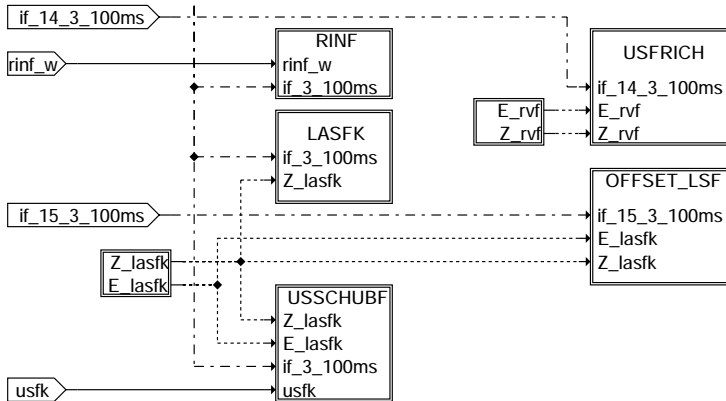 if_14_3_100ms
rinf_w
RINF
rinf_w
if_3_100ms
USFRICH
if_14_3_100ms
E_rvf
Z_rvf
E_rvf
Z_rvf
LASFK
if_3_100ms
Z_lasfk
OFFSET_LSF
if_15_3_100ms
E_lasfk
Z_lasfk
if_15_3_100ms
Z_lasfk
E_lasfk
USSCHUBF
Z_lasfk
E_lasfk
if_3_100ms
usfk
usfk